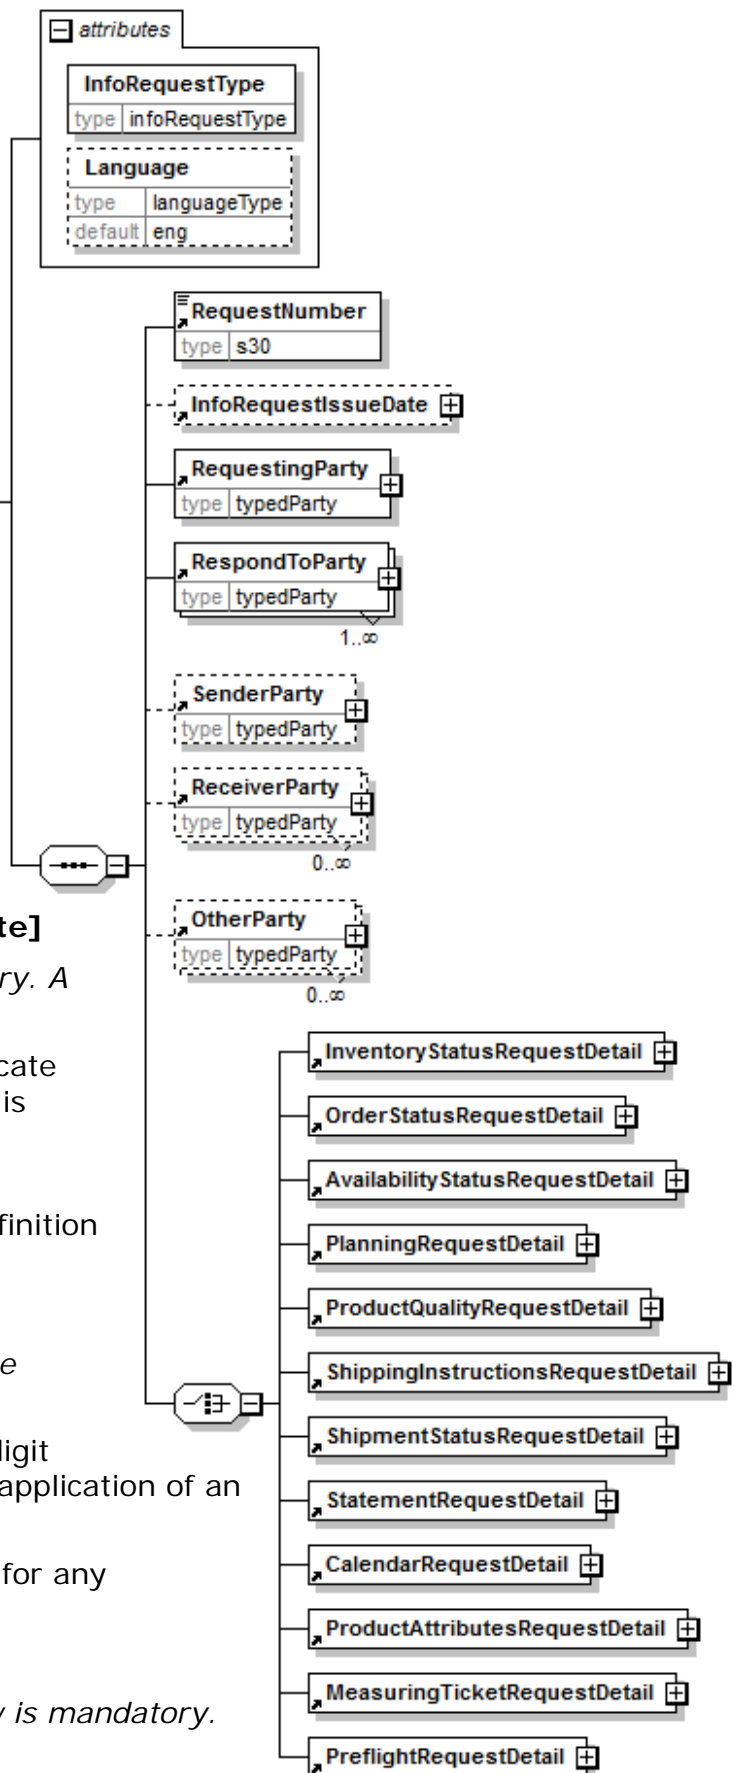 attributes
InfoRequestType
type infoRequestType
Language
type languageType
default eng
RequestNumber
type s30
InfoRequestIssueDate
RequestingParty
type typedParty
RespondToParty
type typedParty
1..∞
SenderParty
type typedParty
ReceiverParty
type typedParty
0..∞
OtherParty
type typedParty
0..∞
te]
ry. A
cate
is
finition
e
digit
application of an
for any
y is mandatory.
InventoryStatusRequestDetail
OrderStatusRequestDetail
AvailabilityStatusRequestDetail
PlanningRequestDetail
ProductQualityRequestDetail
ShippingInstructionsRequestDetail
ShipmentStatusRequestDetail
StatementRequestDetail
CalendarRequestDetail
ProductAttributesRequestDetail
MeasuringTicketRequestDetail
PreflightRequestDetail